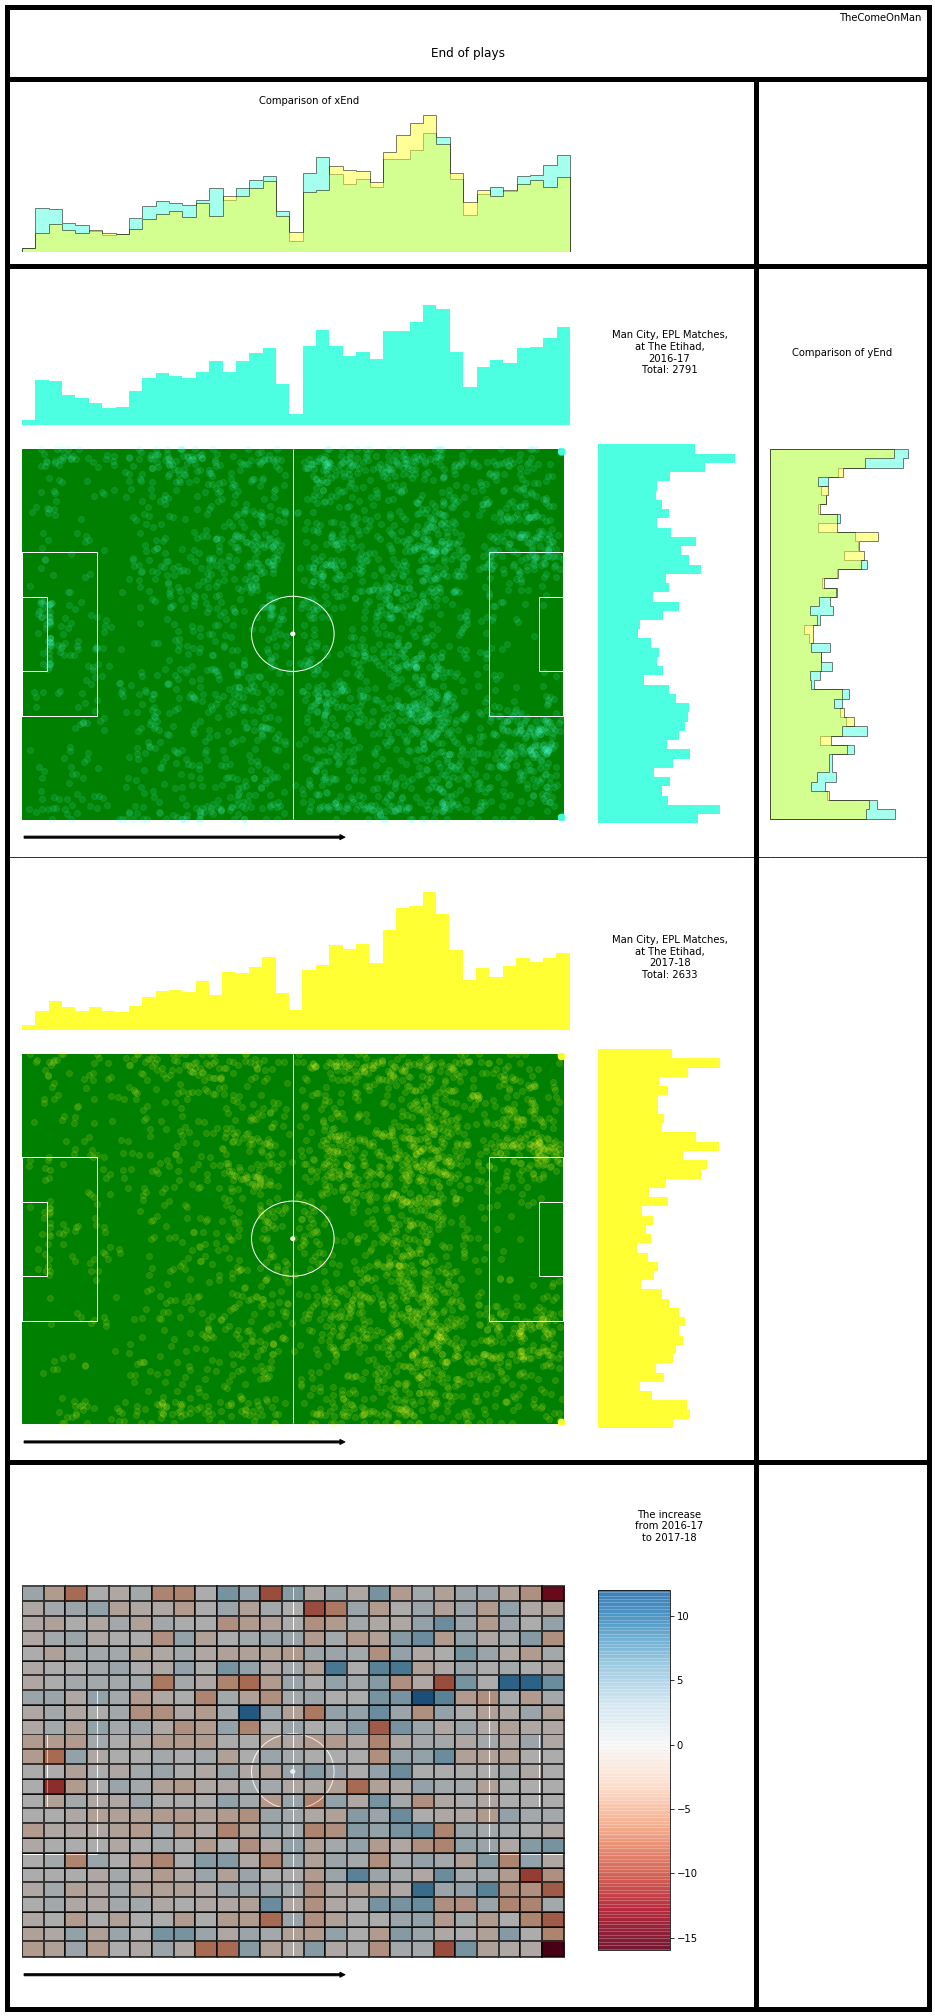 TheComeOnMan
End of plays
Comparison of xEnd
Man City, EPL Matches,
at The Etihad,
2016-17
Total: 2791
Comparison of yEnd
Man City, EPL Matches,
at The Etihad,
2017-18
Total: 2633
The increase
from 2016-17
to 2017-18
10
5
0
−5
−10
−15